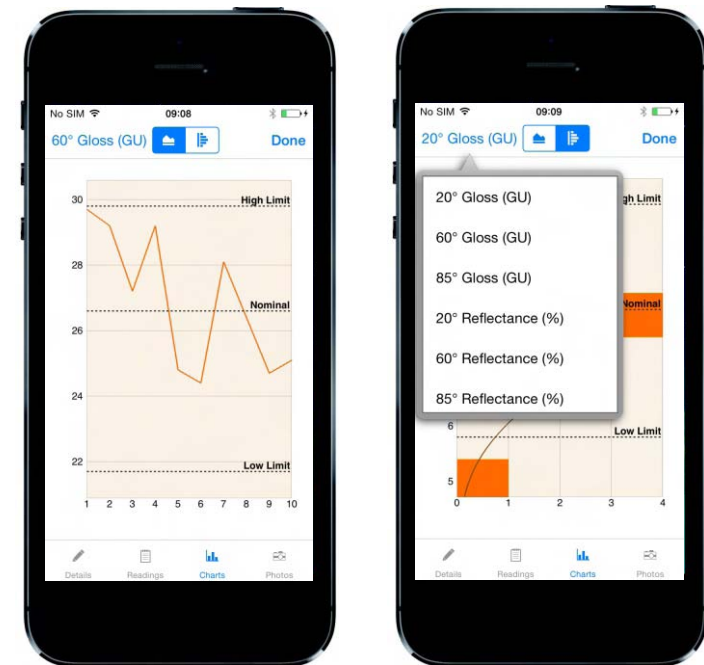 No SIM 09:08
60° Gloss (GU) Done
30
High Limit
28
Nominal
26
24
22
Low Limit
1 2 3 4 5 6 7 8 9 10
Details Readings Charts Photos
No SIM 09:09
20° Gloss (GU) Done
20° Gloss (GU)
gh Limit
60° Gloss (GU)
85° Gloss (GU)
20° Reflectance (%)
Nominal
60° Reflectance (%)
85° Reflectance (%)
6
Low Limit
5
0 1 2 3 4
Details Readings Charts Photos